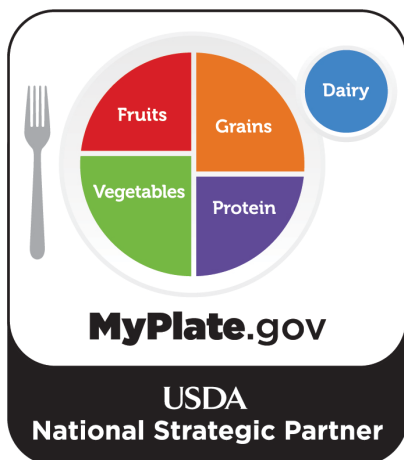 Fruits
Grains
Dairy
Vegetables
Protein
MyPlate.gov
USDA
National Strategic Partner